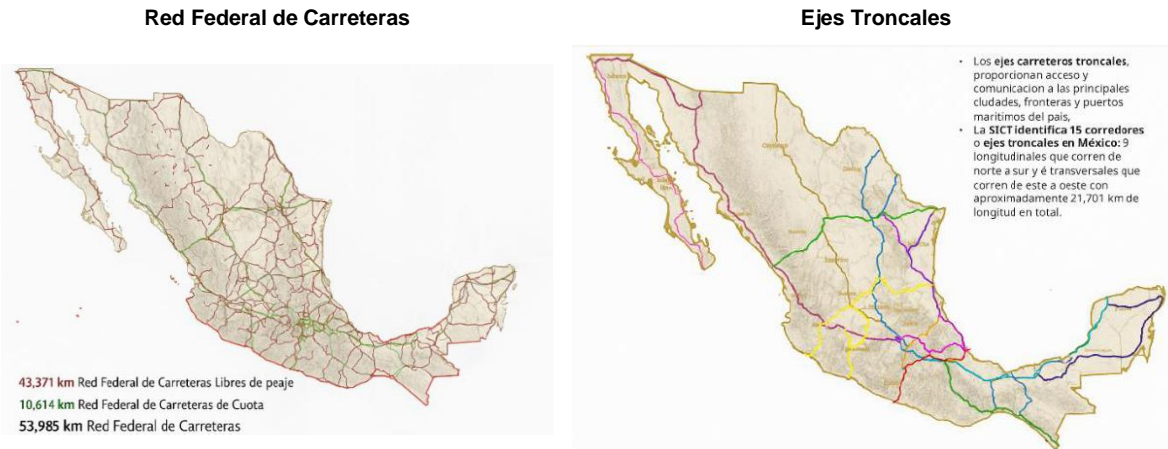 Red Federal de Carreteras
43,371 km Red Federal de Carreteras Libres de peaje
10,614 km Red Federal de Carreteras de Cuota
53,985 km Red Federal de Carreteras
Ejes Troncales
• Los ejes carreteros troncales,
proporcionan acceso y
comunicacion a las principales
ciudades, fronteras y puertos
maritimos del pais,
• La SICT identifica 15 corredores
o ejes troncales en México: 9
longitudinales que corren de
norte a sur y é transversales que
corren de este a oeste con
aproximadamente 21,701 km de
longitud en total.